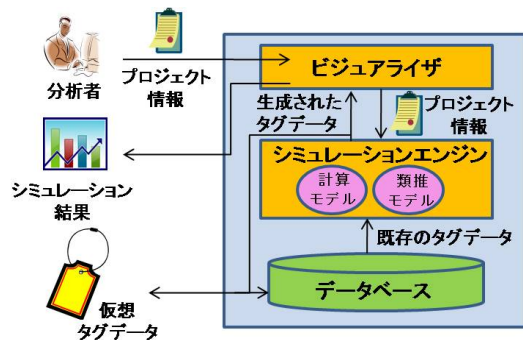 分析者
プロジェクト
情報
ビジュアライザ
生成された
タグデータ
プロジェクト
情報
シミュレーション
結果
シミュレーションエンジン
計算
モデル
類推
モデル
既存のタグデータ
データベース
仮想
タグデータ